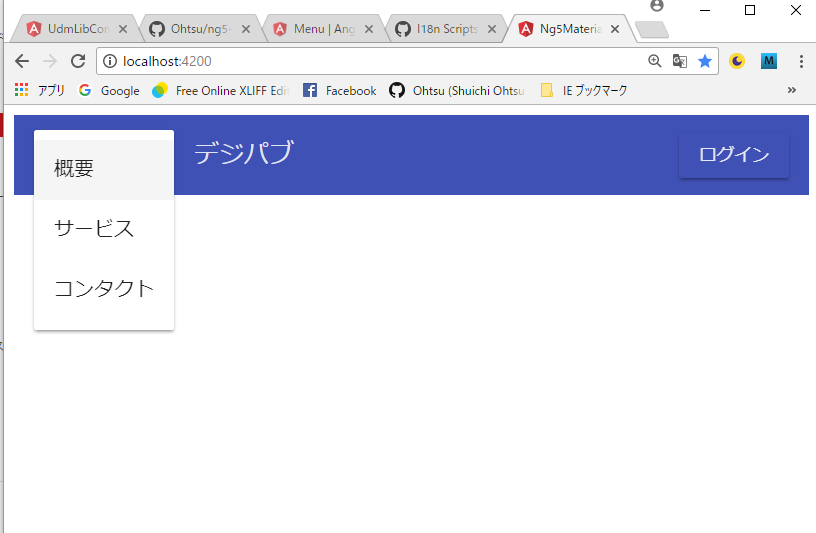 UdmLibCon
Ohtsu/ng5-
Menu | Ang
I18n Scripts
Ng5Materia
localhost:4200
アプリ
Google
Free Online XLIFF Edit
Facebook
Ohtsu (Shuichi Ohtsu
IE ブックマーク
»
デジパブ
ログイン
概要
サービス
コンタクト